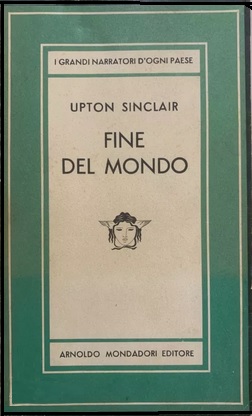 I GRANDI NARRATORI D'OGNI PAESE
UPTON SINCLAIR
FINE
DEL MONDO
ARNOLDO MONDADORI EDITORE